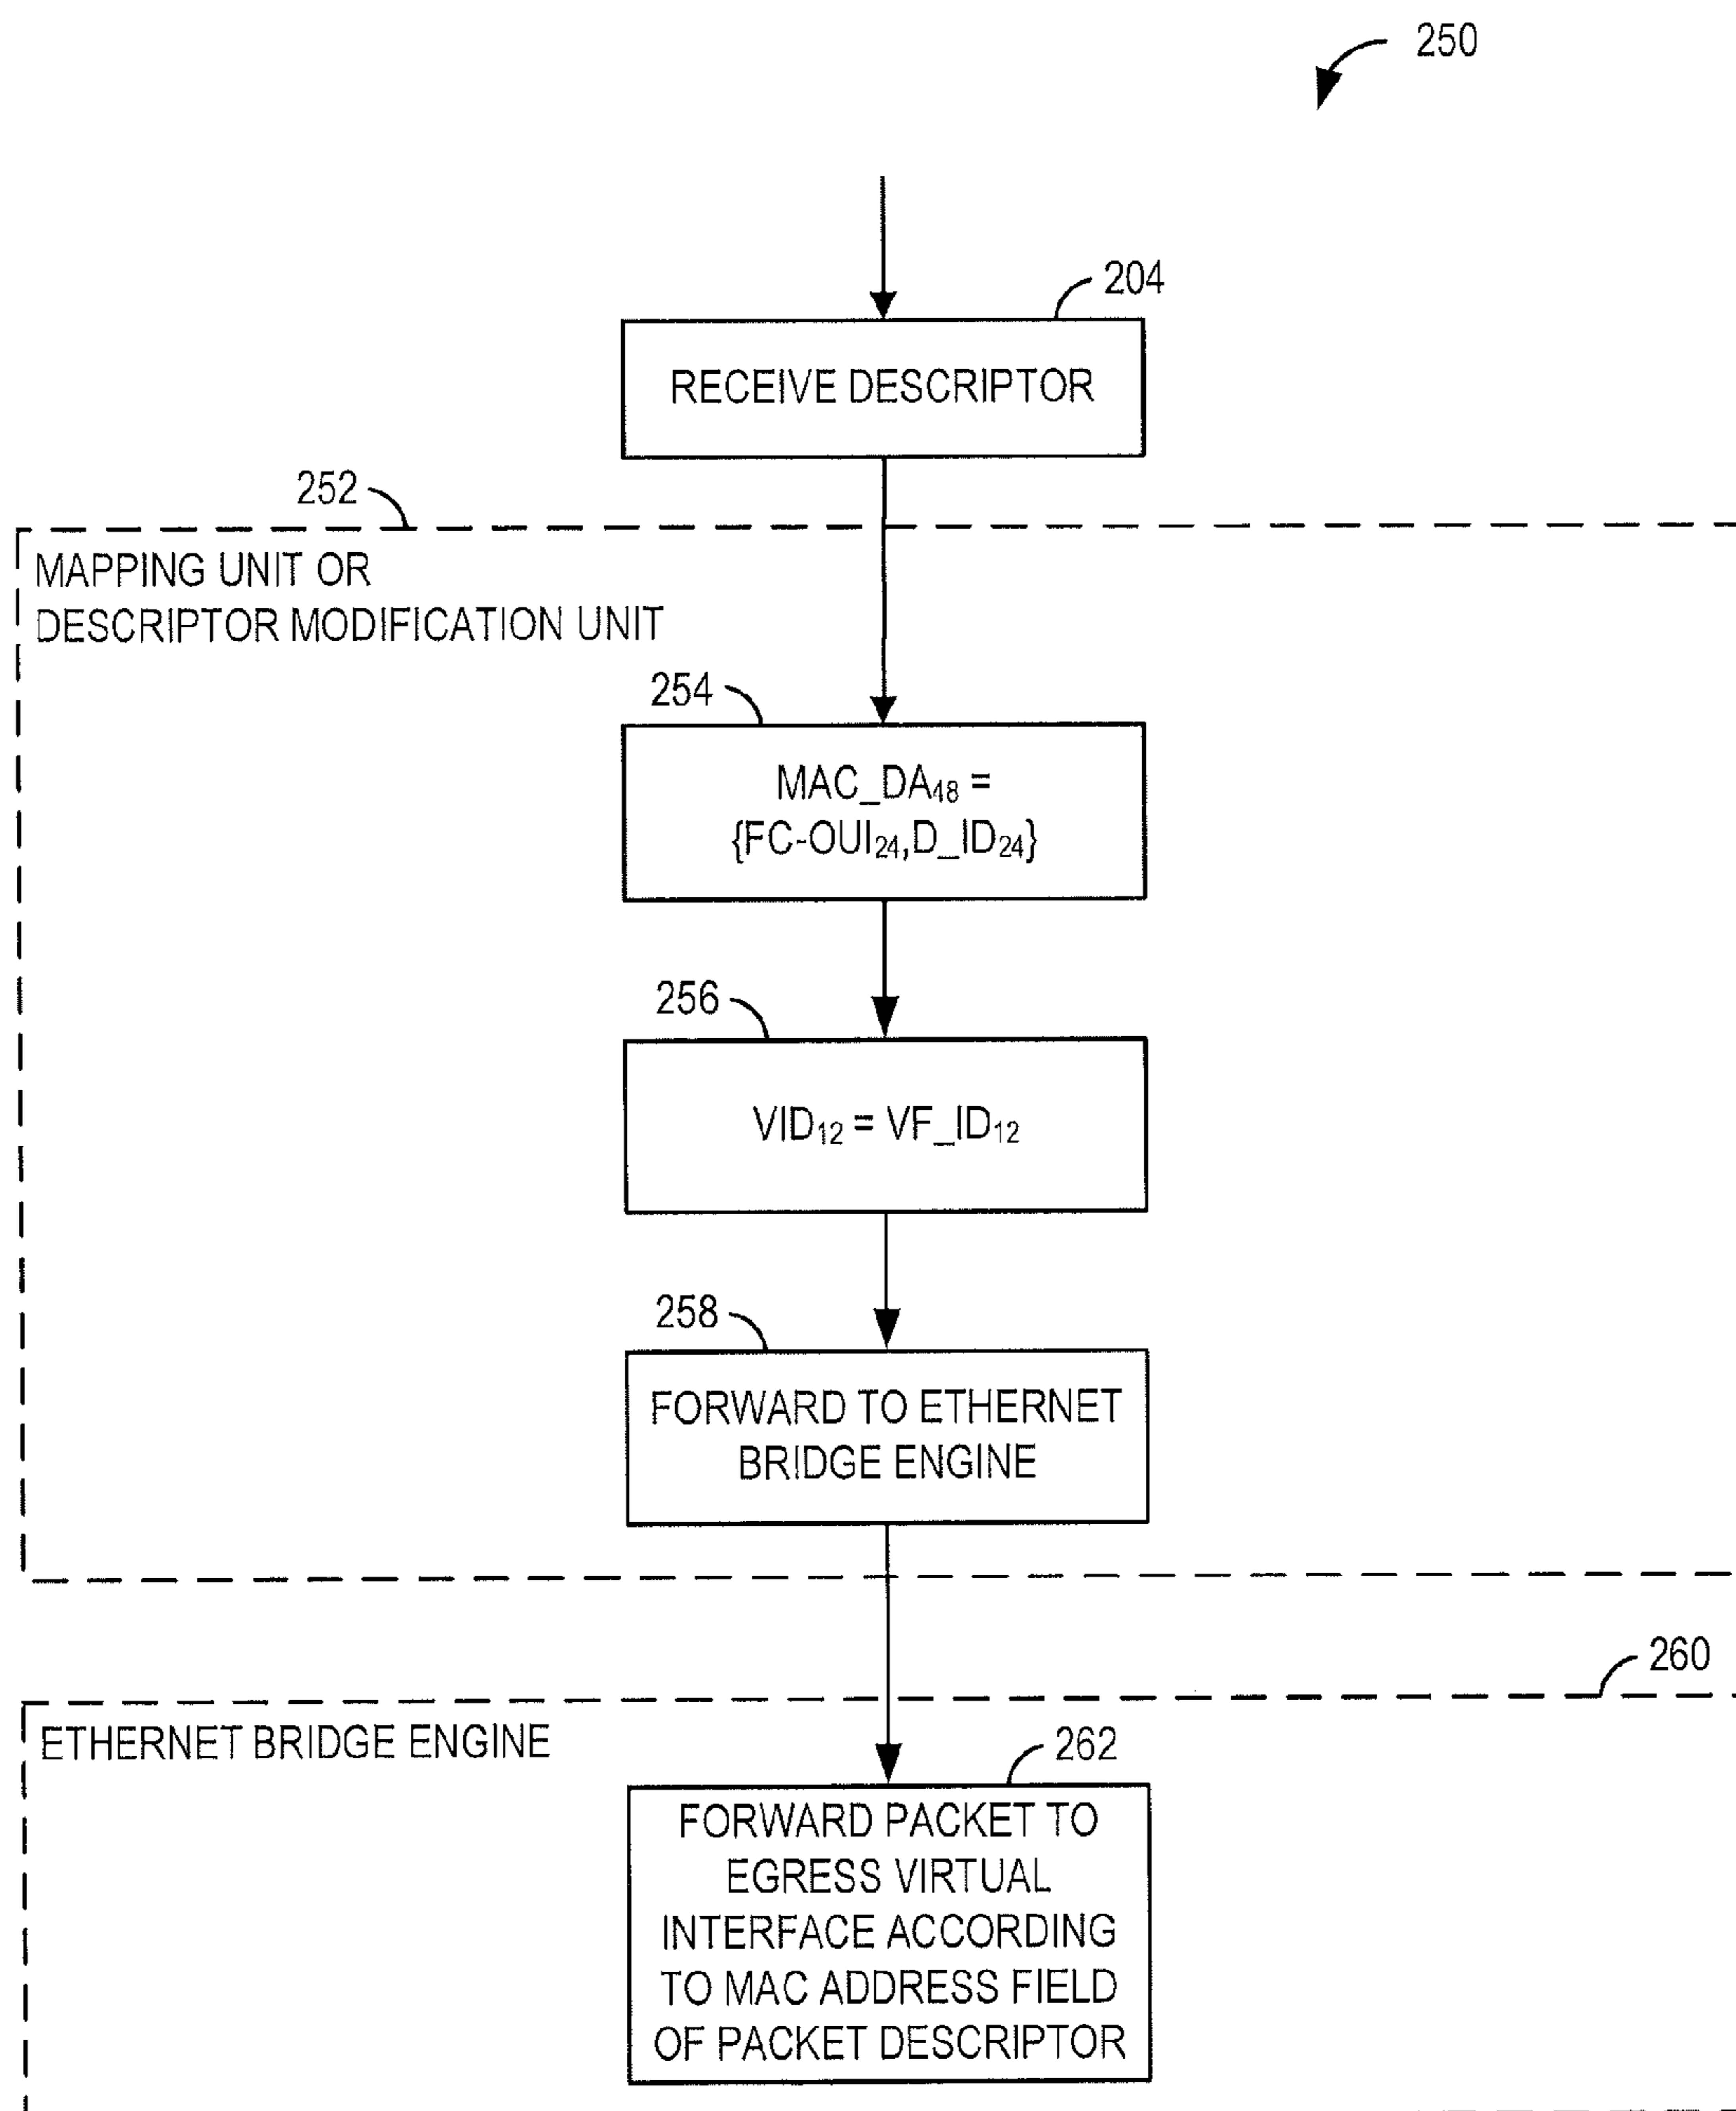 250
204
RECEIVE DESCRIPTOR
252
MAPPING UNIT OR
DESCRIPTOR MODIFICATION UNIT
254
MAC_DA₄₈ =
{FC-OUI₂₄,D_ID₂₄}
256
VID₁₂ = VF_ID₁₂
258
FORWARD TO ETHERNET
BRIDGE ENGINE
260
ETHERNET BRIDGE ENGINE
262
FORWARD PACKET TO
EGRESS VIRTUAL
INTERFACE ACCORDING
TO MAC ADDRESS FIELD
OF PACKET DESCRIPTOR